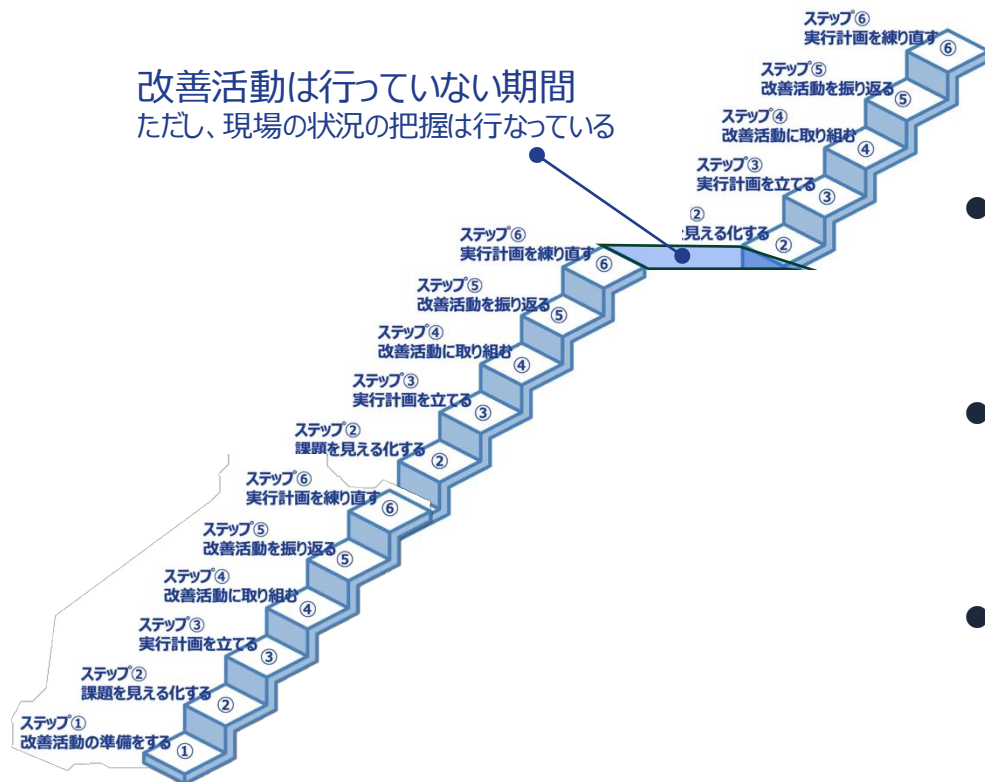 ステップ⑥
実行計画を練り直す
⑥
ステップ⑤
改善活動を振り返る
⑤
ステップ④
改善活動に取り組む
④
ステップ③
実行計画を立てる
③
②
見える化する
②
改善活動は行っていない期間
ただし、現場の状況の把握は行なっている
ステップ⑥
実行計画を練り直す
⑥
ステップ⑤
改善活動を振り返る
⑤
ステップ④
改善活動に取り組む
④
ステップ③
実行計画を立てる
③
ステップ②
課題を見える化する
②
ステップ⑥
実行計画を練り直す
⑥
ステップ⑤
改善活動を振り返る
⑤
ステップ④
改善活動に取り組む
④
ステップ③
実行計画を立てる
③
ステップ②
課題を見える化する
②
ステップ①
改善活動の準備をする
①